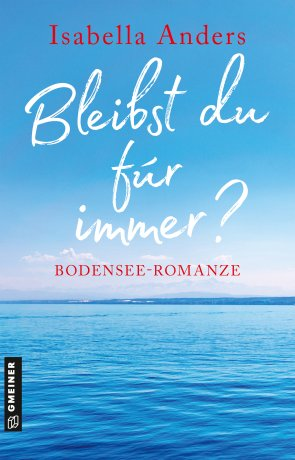 Isabella Anders
Bleibst du
für
immer?
BODENSEE-ROMANZE
GMEINER